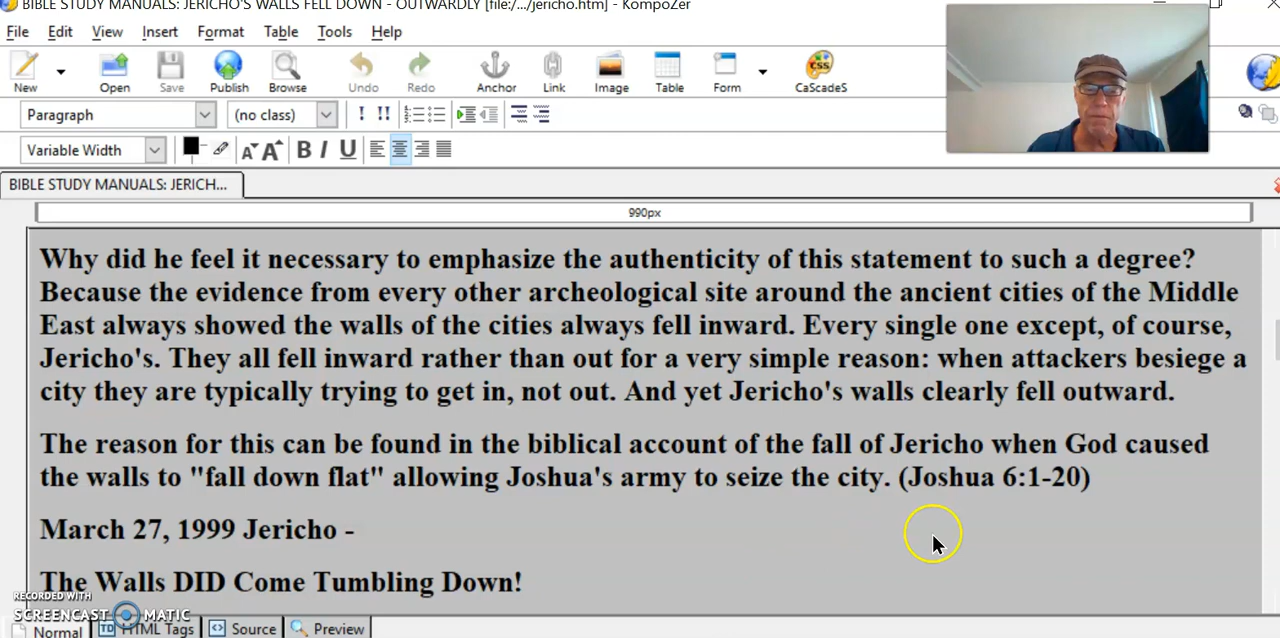 BIBLE STUDY MANUALS: JERICHO'S WALLS FELL DOWN - OUTWARDLY [file:/.../jericho.htm] - KompoZer
File Edit View Insert Format Table Tools Help
New Open Save Publish Browse Undo Redo Anchor Link Image Table Form CaScadeS
Paragraph (no class) ! !!
Variable Width A A B I U
BIBLE STUDY MANUALS: JERICH...
990px
Why did he feel it necessary to emphasize the authenticity of this statement to such a degree?
Because the evidence from every other archeological site around the ancient cities of the Middle
East always showed the walls of the cities always fell inward. Every single one except, of course,
Jericho's. They all fell inward rather than out for a very simple reason: when attackers besiege a
city they are typically trying to get in, not out. And yet Jericho's walls clearly fell outward.
The reason for this can be found in the biblical account of the fall of Jericho when God caused
the walls to "fall down flat" allowing Joshua's army to seize the city. (Joshua 6:1-20)
March 27, 1999 Jericho -
The Walls DID Come Tumbling Down!
RECORDED WITH
SCREENCAST MATIC
Normal TD HTML Tags <> Source Preview